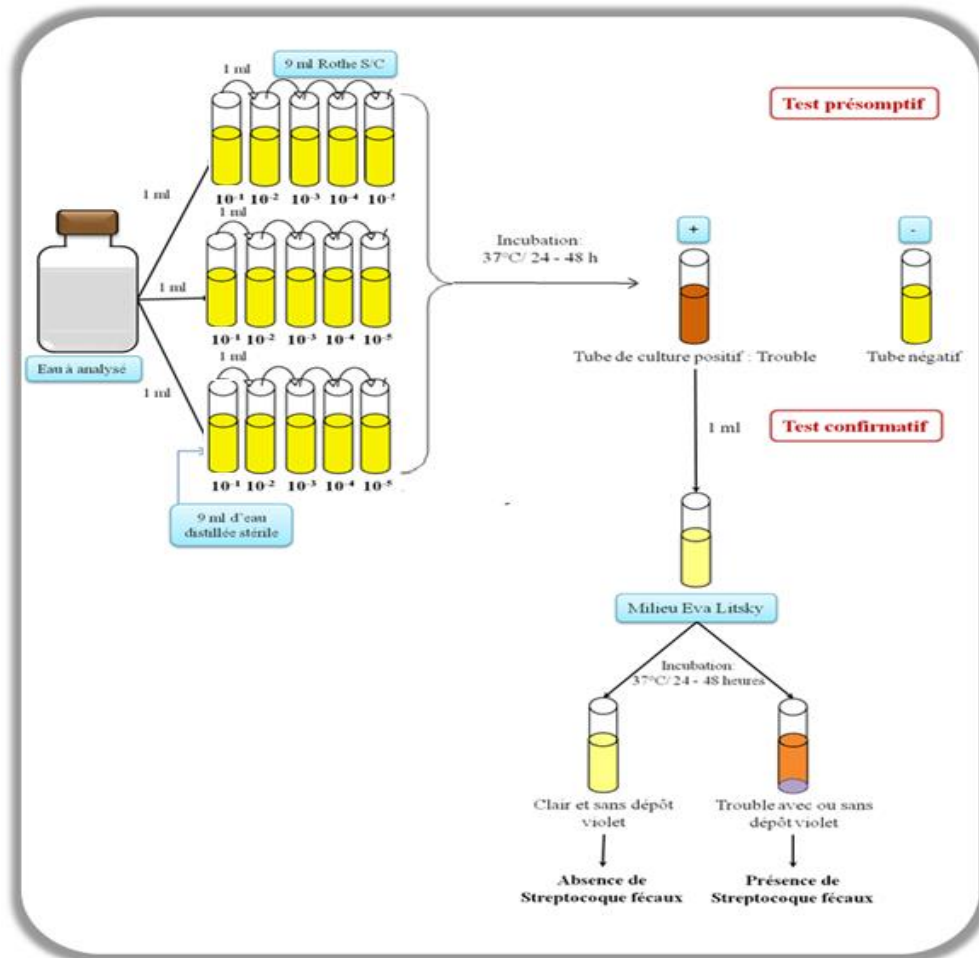 9 ml Rothe S/C
1 ml
Test présomptif
1 ml
10⁻¹ 10⁻² 10⁻³ 10⁻⁴ 10⁻⁵
1 ml
+
-
Incubation:
37°C/ 24 - 48 h
1 ml
10⁻¹ 10⁻² 10⁻³ 10⁻⁴ 10⁻⁵
1 ml
Eau à analysé
Tube de culture positif : Trouble
Tube négatif
1 ml
10⁻¹ 10⁻² 10⁻³ 10⁻⁴ 10⁻⁵
1 ml
Test confirmatif
9 ml d'eau
distillée stérile
Milieu Eva Litsky
Incubation:
37°C/ 24 - 48 heures
Clair et sans dépôt
violet
Trouble avec ou sans
dépôt violet
Absence de
Streptocoque fécaux
Présence de
Streptocoque fécaux